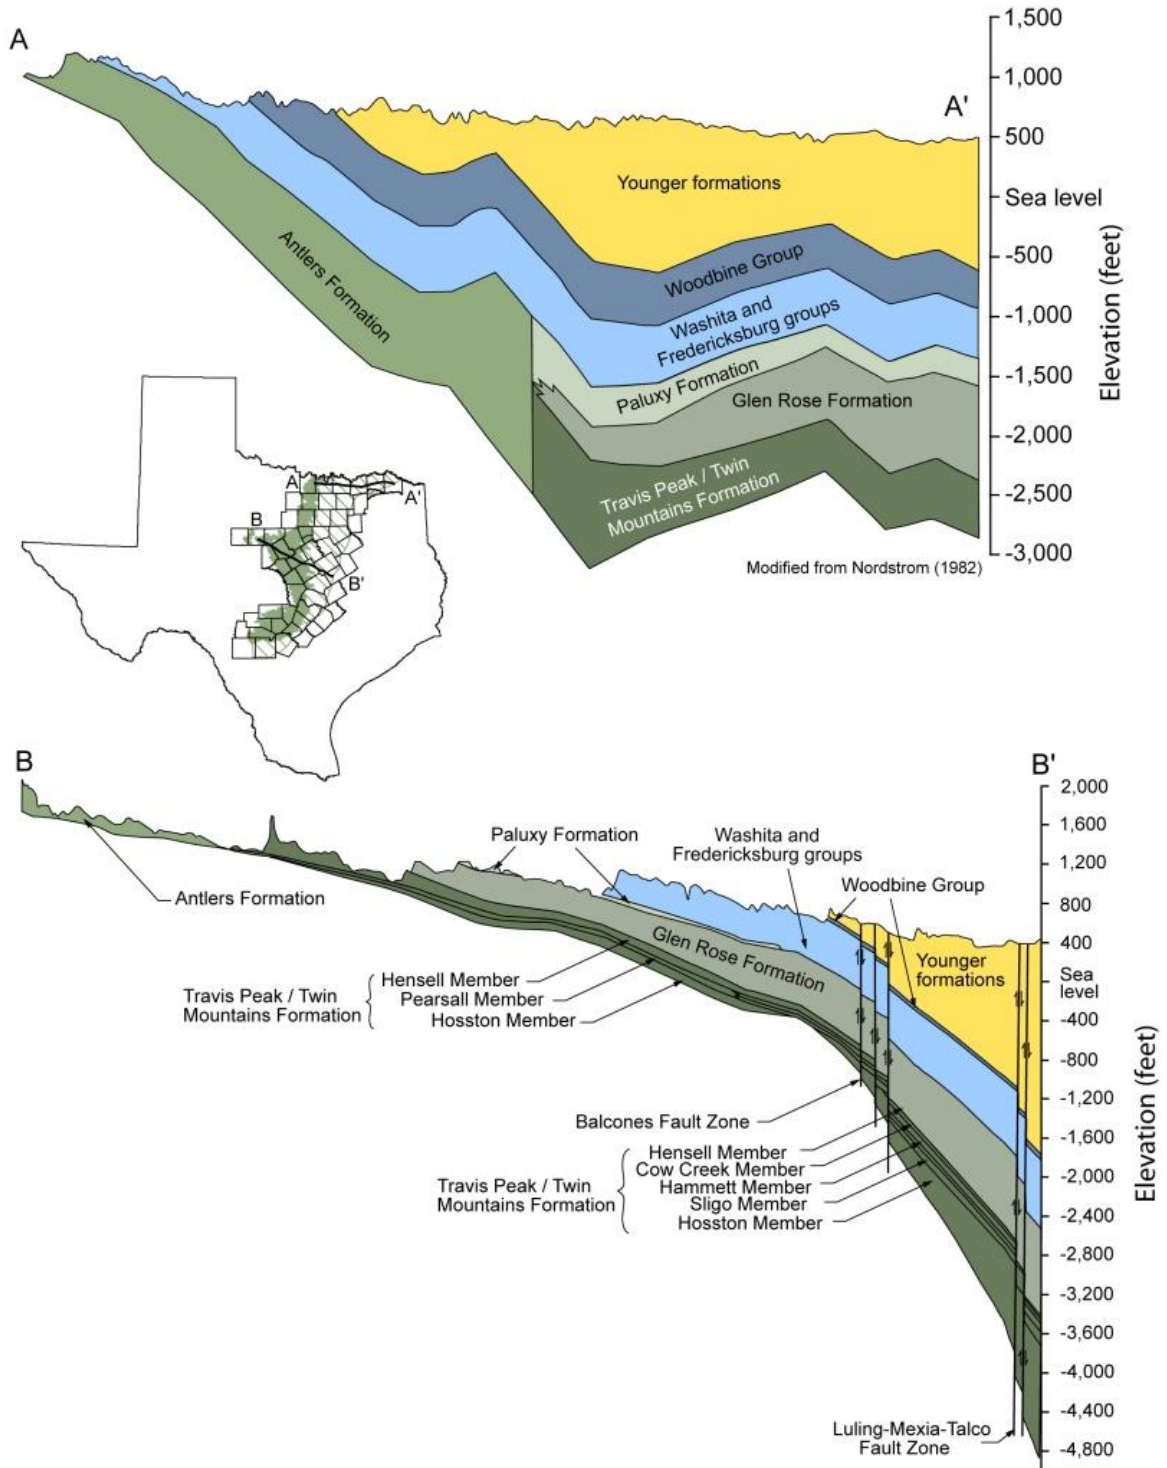 A
A'
1,500
1,000
500
Sea level
-500
-1,000
-1,500
-2,000
-2,500
-3,000
Elevation (feet)
Younger formations
Woodbine Group
Washita and
Fredericksburg groups
Paluxy Formation
Glen Rose Formation
Travis Peak / Twin
Mountains Formation
Antlers Formation
Modified from Nordstrom (1982)
A
A'
B
B'
B
B'
2,000
1,600
1,200
800
400
Sea
level
-400
-800
-1,200
-1,600
-2,000
-2,400
-2,800
-3,200
-3,600
-4,000
-4,400
-4,800
Elevation (feet)
Paluxy Formation
Washita and
Fredericksburg groups
Woodbine Group
Antlers Formation
Glen Rose Formation
Younger
formations
Travis Peak / Twin
Mountains Formation
Hensell Member
Pearsall Member
Hosston Member
Balcones Fault Zone
Travis Peak / Twin
Mountains Formation
Hensell Member
Cow Creek Member
Hammett Member
Sligo Member
Hosston Member
Luling-Mexia-Talco
Fault Zone